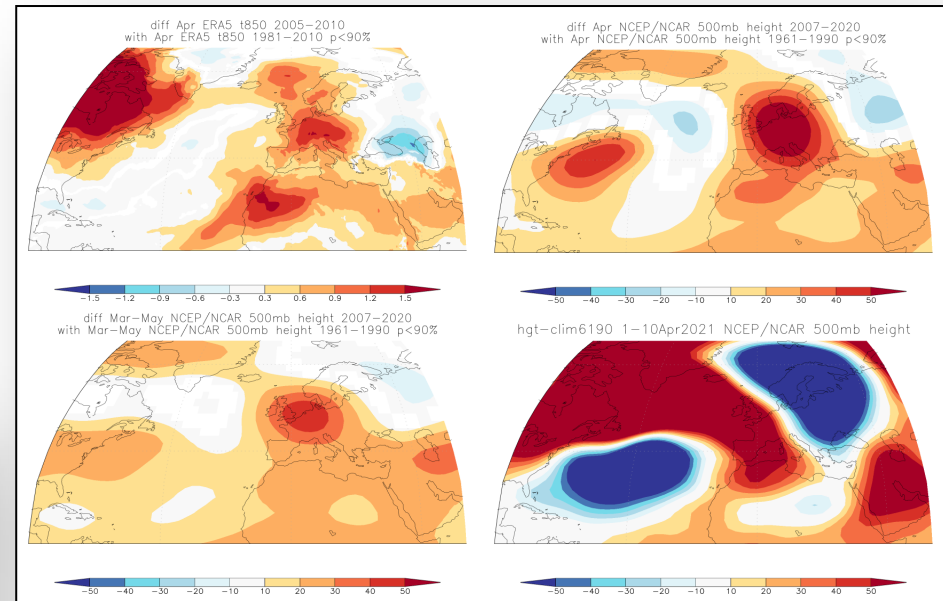 diff Apr ERA5 t850 2005-2010
with Apr ERA5 t850 1981-2010 p<90%
-1.5 -1.2 -0.9 -0.6 -0.3 0.3 0.6 0.9 1.2 1.5
diff Apr NCEP/NCAR 500mb height 2007-2020
with Apr NCEP/NCAR 500mb height 1961-1990 p<90%
-50 -40 -30 -20 -10 10 20 30 40 50
diff Mar-May NCEP/NCAR 500mb height 2007-2020
with Mar-May NCEP/NCAR 500mb height 1961-1990 p<90%
-50 -40 -30 -20 -10 10 20 30 40 50
hgt-clim6190 1-10Apr2021 NCEP/NCAR 500mb height
-50 -40 -30 -20 -10 10 20 30 40 50